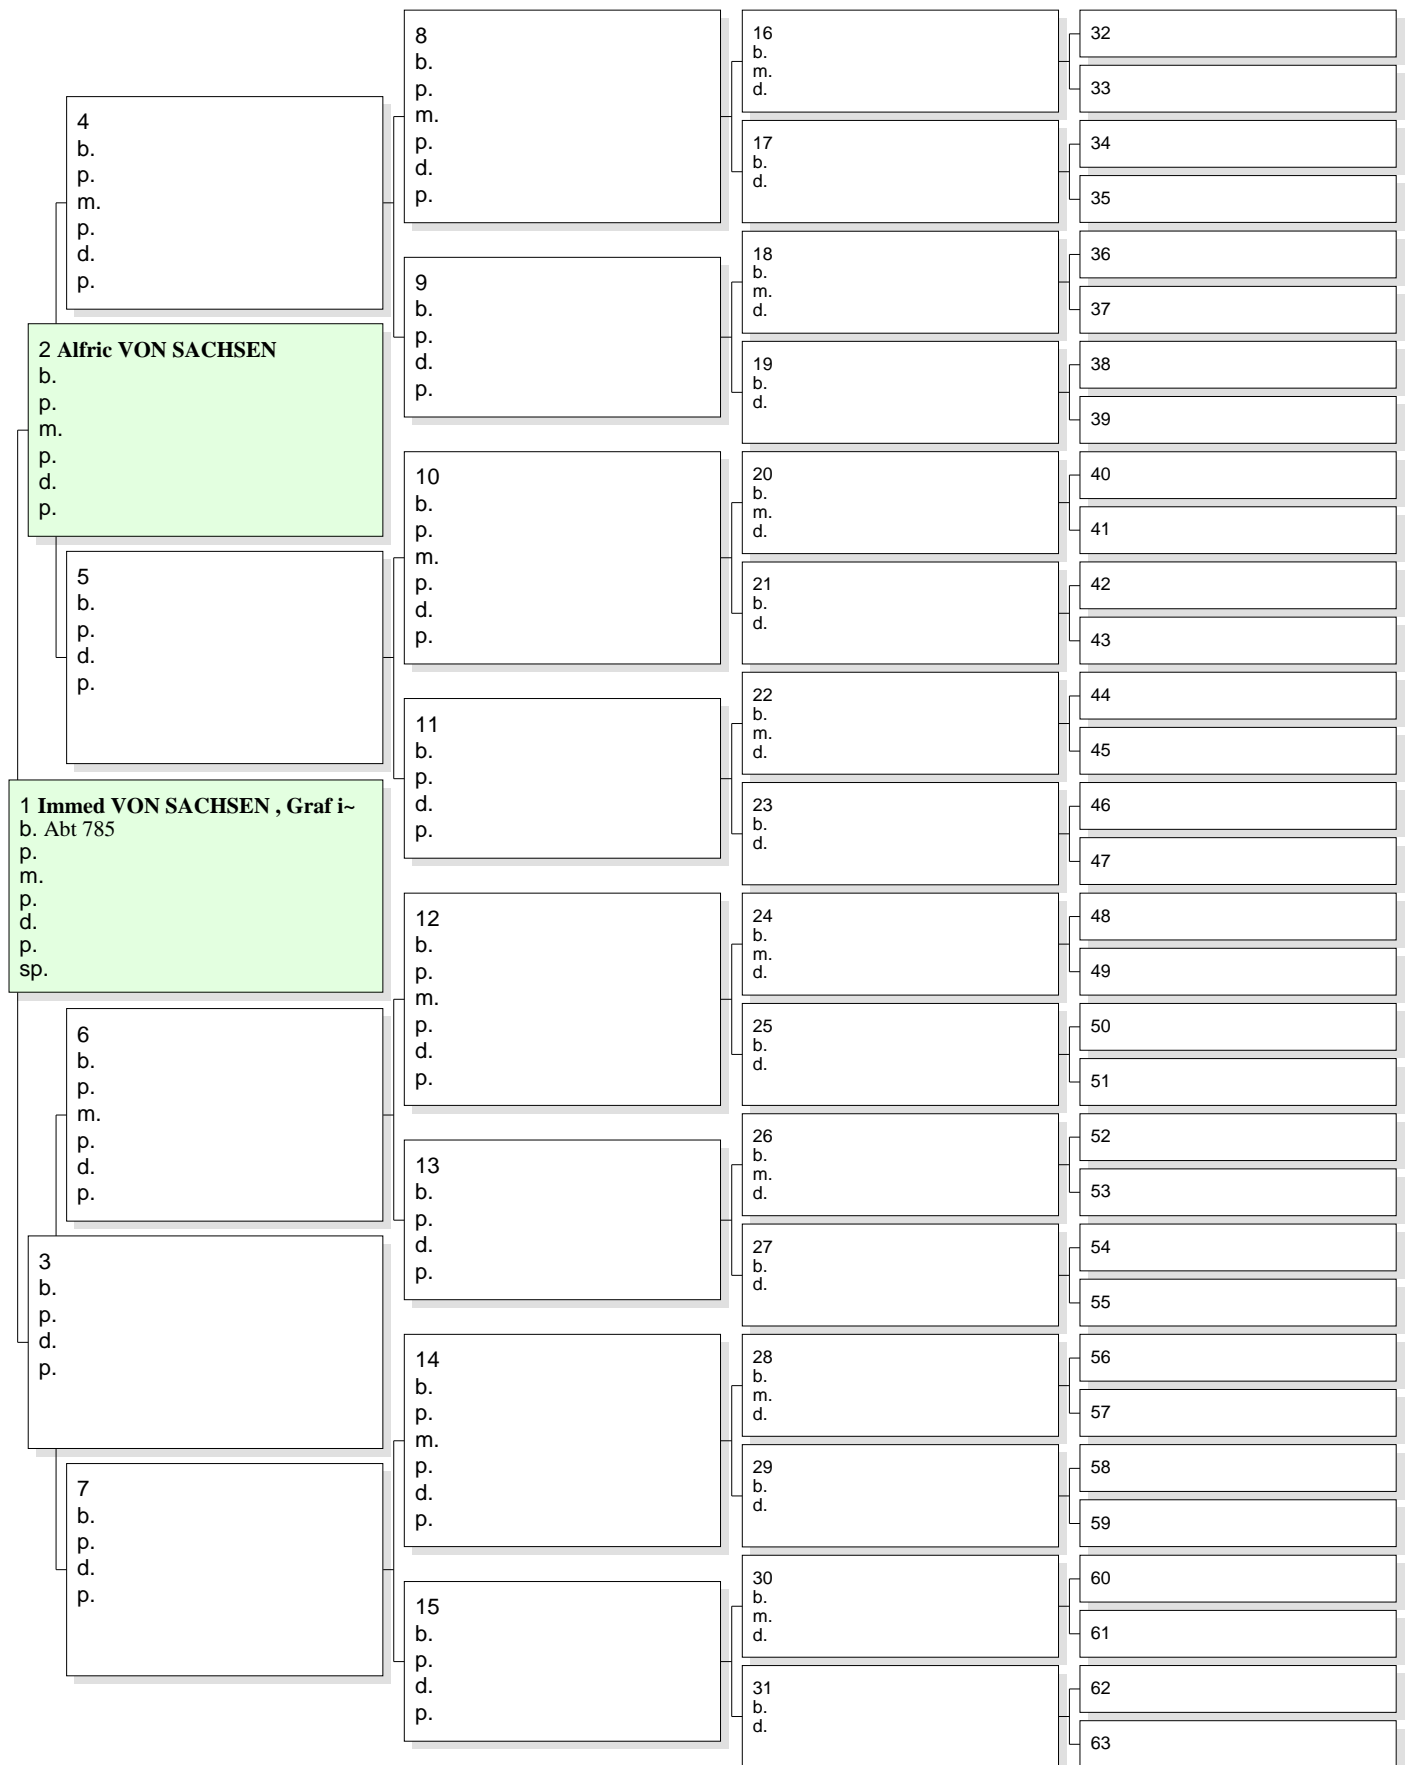 8
b.
p.
m.
p.
d.
p.
16
b.
m.
d.
32
33
17
b.
d.
34
35
4
b.
p.
m.
p.
d.
p.
9
b.
p.
d.
p.
18
b.
m.
d.
36
37
19
b.
d.
38
39
2 Alfric VON SACHSEN
b.
p.
m.
p.
d.
p.
10
b.
p.
m.
p.
d.
p.
20
b.
m.
d.
40
41
21
b.
d.
42
43
5
b.
p.
d.
p.
11
b.
p.
d.
p.
22
b.
m.
d.
44
45
23
b.
d.
46
47
1 Immed VON SACHSEN , Graf i~
b. Abt 785
p.
m.
p.
d.
p.
sp.
12
b.
p.
m.
p.
d.
p.
24
b.
m.
d.
48
49
25
b.
d.
50
51
6
b.
p.
m.
p.
d.
p.
13
b.
p.
d.
p.
26
b.
m.
d.
52
53
27
b.
d.
54
55
3
b.
p.
d.
p.
14
b.
p.
m.
p.
d.
p.
28
b.
m.
d.
56
57
29
b.
d.
58
59
7
b.
p.
d.
p.
15
b.
p.
d.
p.
30
b.
m.
d.
60
61
31
b.
d.
62
63